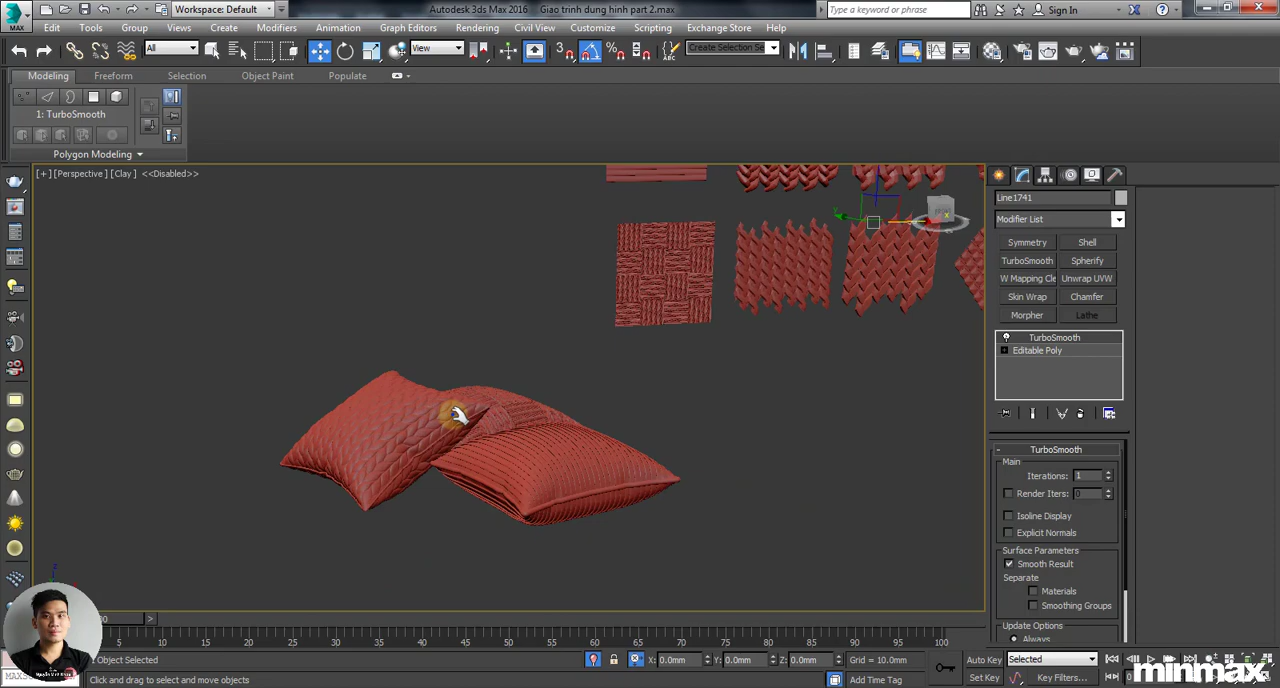 Workspace: Default
Autodesk 3ds Max 2016
Giao trinh dung hinh part 2.max
Type a keyword or phrase
Sign In
MAX
Edit
Tools
Group
Views
Create
Modifiers
Animation
Graph Editors
Rendering
Civil View
Customize
Scripting
Exchange Store
Help
All
View
3
Create Selection Se
Modeling
Freeform
Selection
Object Paint
Populate
1: TurboSmooth
Polygon Modeling
[+] [Perspective] [Clay] <<Disabled>>
Line1741
Modifier List
Symmetry
Shell
TurboSmooth
Spherify
W Mapping Cle
Unwrap UVW
Skin Wrap
Chamfer
Morpher
Lathe
TurboSmooth
Editable Poly
TurboSmooth
Main
Iterations: 1
Render Iters: 0
Isoline Display
Explicit Normals
Surface Parameters
Smooth Result
Separate
Materials
Smoothing Groups
Update Options
Always
5 10 15 20 25 30 35 40 45 50 55 60 65 70 75 80 85 90 95 100
Object Selected
X: 0.0mm
Y: 0.0mm
Z: 0.0mm
Grid = 10.0mm
Auto Key
Selected
Click and drag to select and move objects
Add Time Tag
Set Key
Key Filters...
minmax